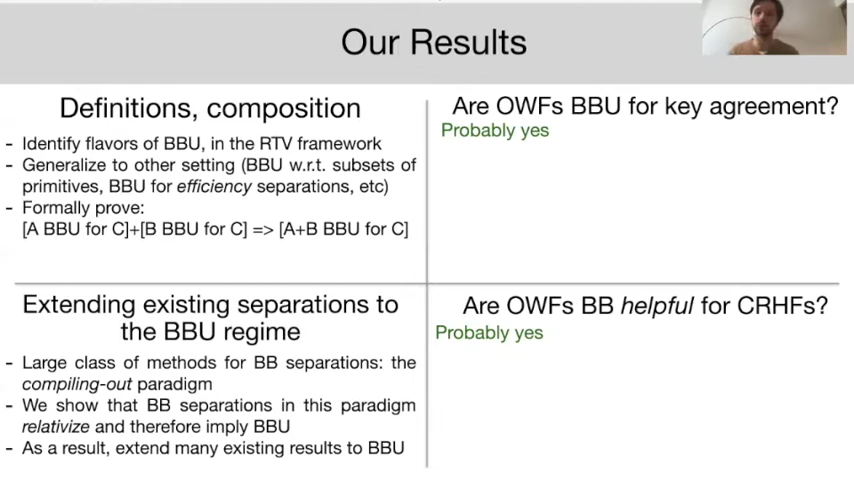 Our Results
Definitions, composition
- Identify flavors of BBU, in the RTV framework
- Generalize to other setting (BBU w.r.t. subsets of
primitives, BBU for efficiency separations, etc)
- Formally prove:
[A BBU for C]+[B BBU for C] => [A+B BBU for C]
Are OWFs BBU for key agreement?
Probably yes
Extending existing separations to
the BBU regime
- Large class of methods for BB separations: the
compiling-out paradigm
- We show that BB separations in this paradigm
relativize and therefore imply BBU
- As a result, extend many existing results to BBU
Are OWFs BB helpful for CRHFs?
Probably yes